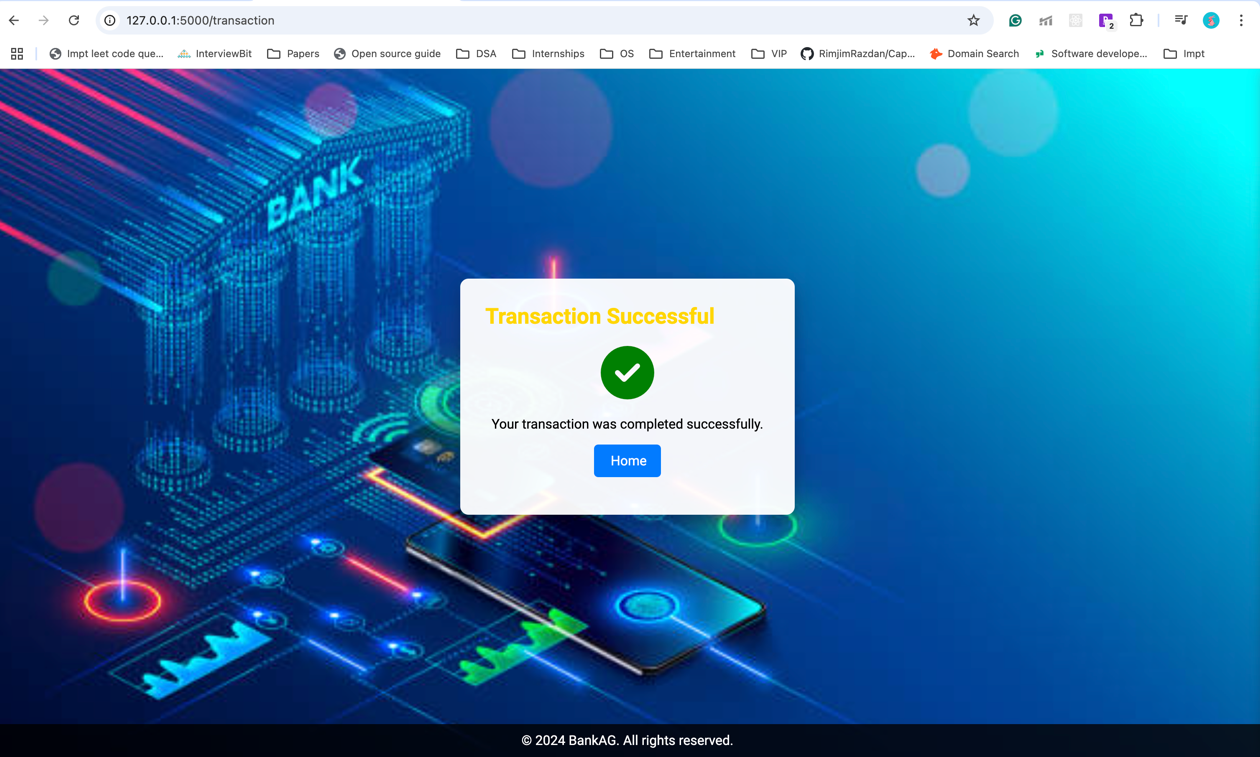 127.0.0.1:5000/transaction
2
Impt leet code que...
InterviewBit
Papers
Open source guide
DSA
Internships
OS
Entertainment
VIP
RimjimRazdan/Cap...
Domain Search
Software develope...
Impt
BANK
Transaction Successful
Your transaction was completed successfully.
Home
© 2024 BankAG. All rights reserved.